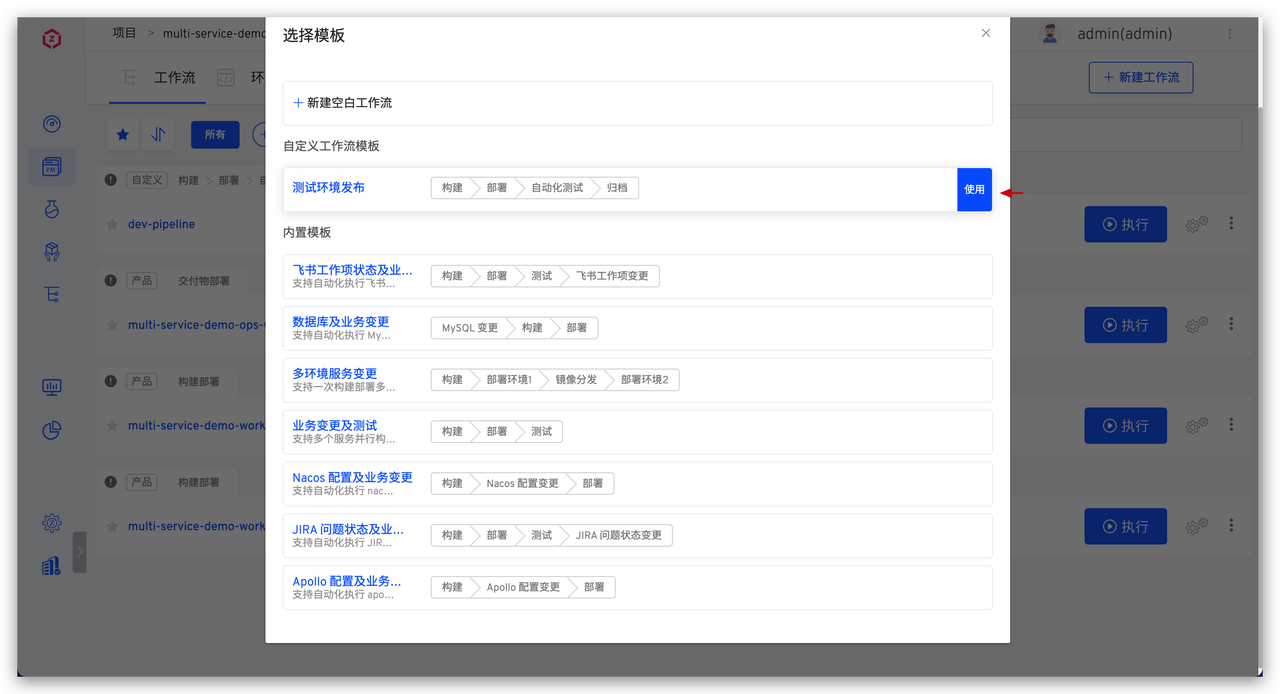 项目 > multi-service-demo
选择模板
admin(admin)
工作流
环
新建工作流
+ 新建空白工作流
所有
自定义工作流模板
自定义 构建 部署 自
测试环境发布
构建 部署 自动化测试 归档
使用
dev-pipeline
执行
内置模板
飞书工作项状态及业...
支持自动化执行飞书...
构建 部署 测试 飞书工作项变更
产品 交付物部署
multi-service-demo-ops-
执行
数据库及业务变更
支持自动化执行 My...
MySQL 变更 构建 部署
多环境服务变更
支持一次构建部署多...
构建 部署环境1 镜像分发 部署环境2
产品 构建部署
multi-service-demo-work
执行
业务变更及测试
支持多个服务并行构...
构建 部署 测试
Nacos 配置及业务变更
支持自动化执行 nac...
构建 Nacos 配置变更 部署
产品 构建部署
multi-service-demo-work
执行
JIRA 问题状态及业...
支持自动化执行 JIR...
构建 部署 测试 JIRA 问题状态变更
Apollo 配置及业务...
支持自动化执行 apo...
构建 Apollo 配置变更 部署